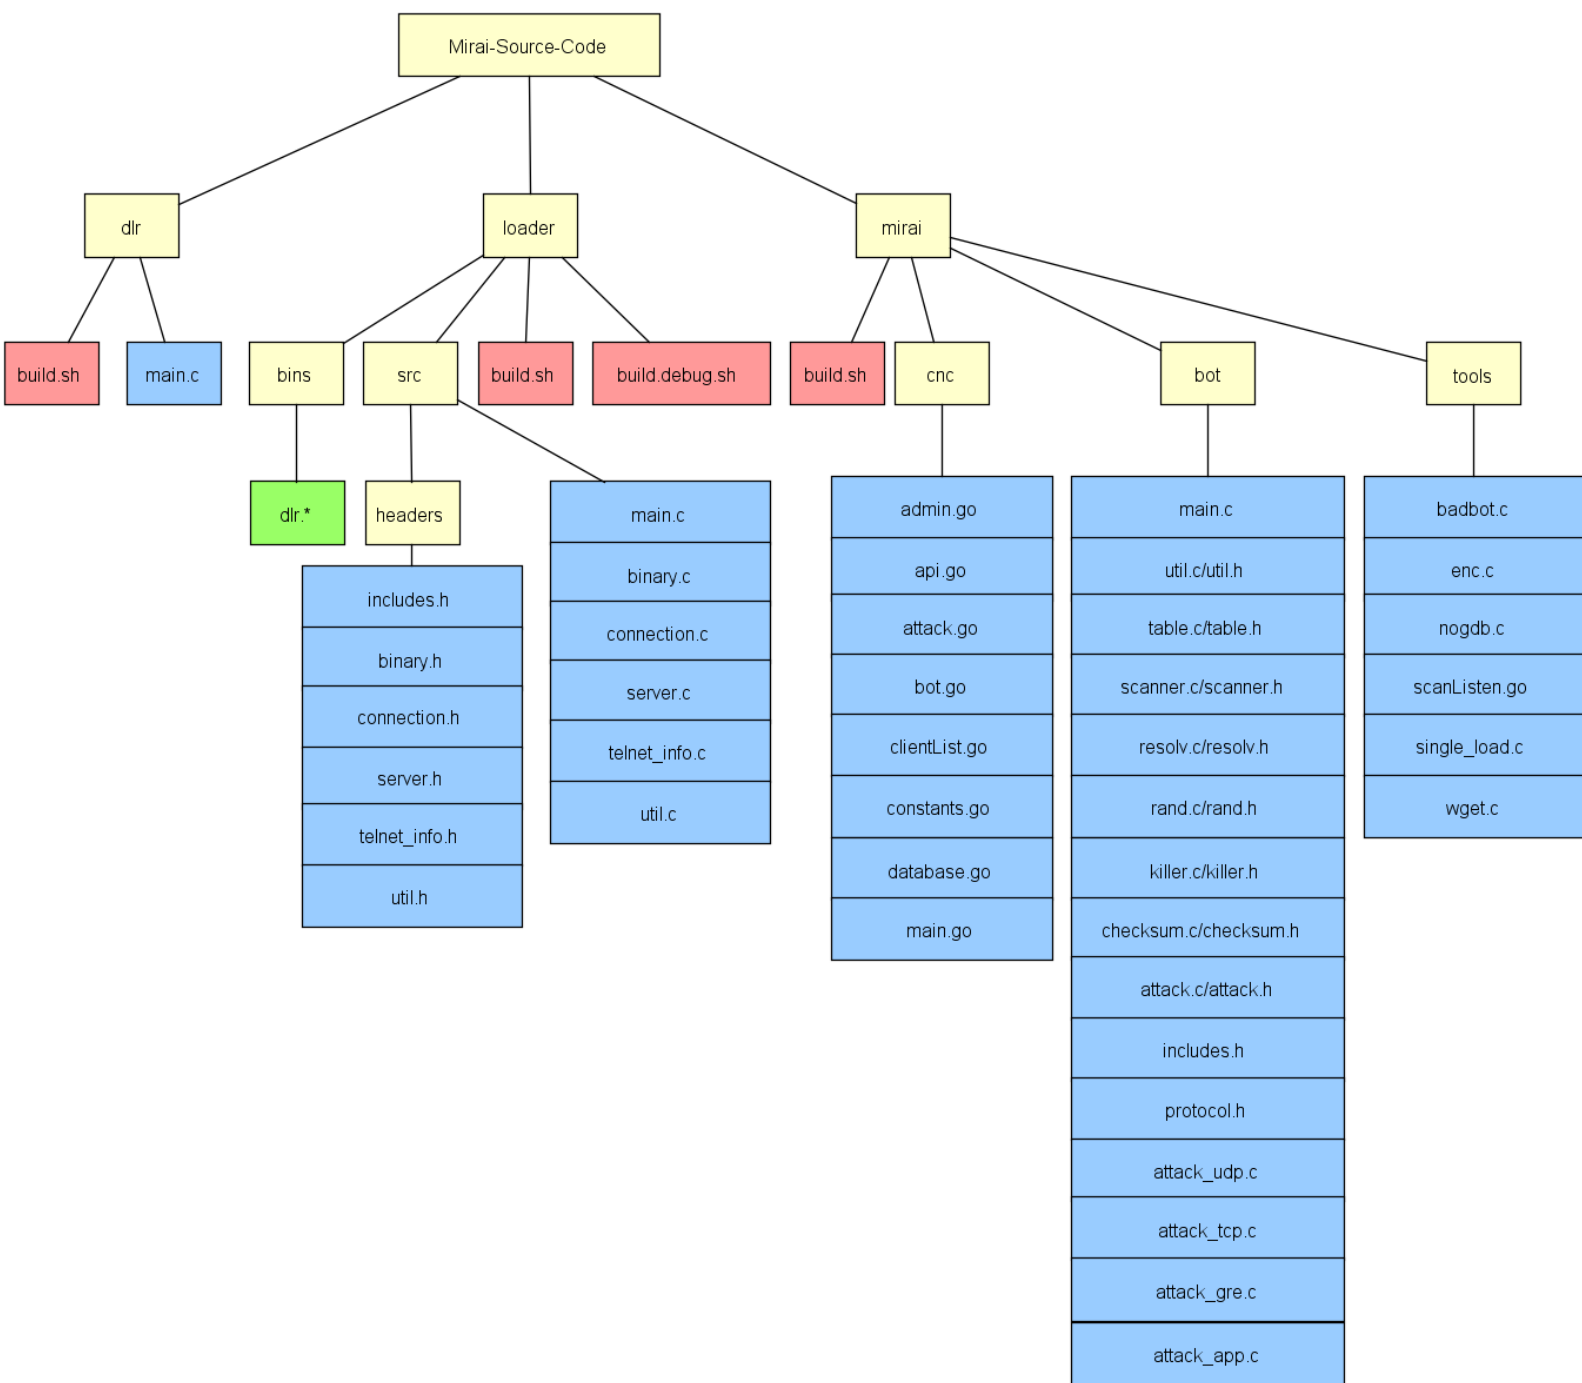 Mirai-Source-Code
dlr
loader
mirai
build.sh
main.c
bins
src
build.sh
build.debug.sh
build.sh
cnc
bot
tools
dlr.*
headers
includes.h
binary.h
connection.h
server.h
telnet_info.h
util.h
main.c
binary.c
connection.c
server.c
telnet_info.c
util.c
admin.go
api.go
attack.go
bot.go
clientList.go
constants.go
database.go
main.go
main.c
util.c/util.h
table.c/table.h
scanner.c/scanner.h
resolv.c/resolv.h
rand.c/rand.h
killer.c/killer.h
checksum.c/checksum.h
attack.c/attack.h
includes.h
protocol.h
attack_udp.c
attack_tcp.c
attack_gre.c
attack_app.c
badbot.c
enc.c
nogdb.c
scanListen.go
single_load.c
wget.c